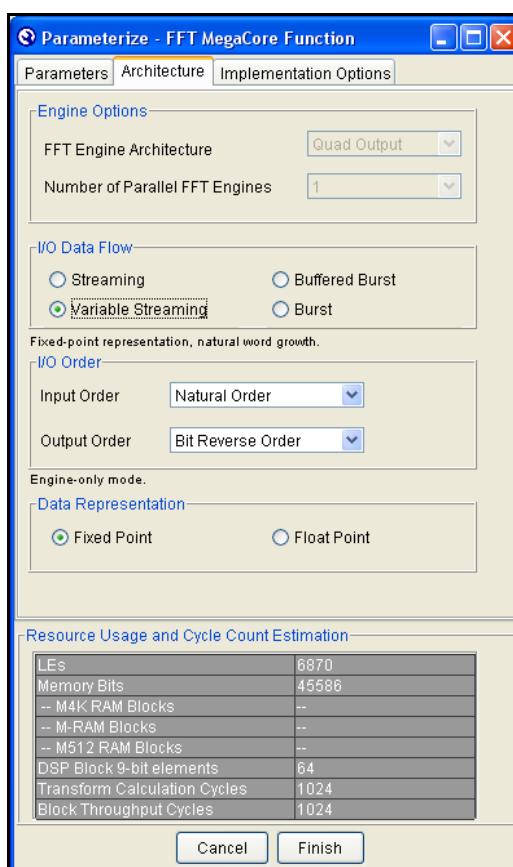 Parameterize - FFT MegaCore Function
Parameters Architecture Implementation Options
Engine Options
FFT Engine Architecture Quad Output
Number of Parallel FFT Engines 1
I/O Data Flow
Streaming Buffered Burst
Variable Streaming Burst
Fixed-point representation, natural word growth.
I/O Order
Input Order Natural Order
Output Order Bit Reverse Order
Engine-only mode.
Data Representation
Fixed Point Float Point
Resource Usage and Cycle Count Estimation
LEs 6870
Memory Bits 45586
-- M4K RAM Blocks --
-- M-RAM Blocks --
-- M512 RAM Blocks --
DSP Block 9-bit elements 64
Transform Calculation Cycles 1024
Block Throughput Cycles 1024
Cancel Finish